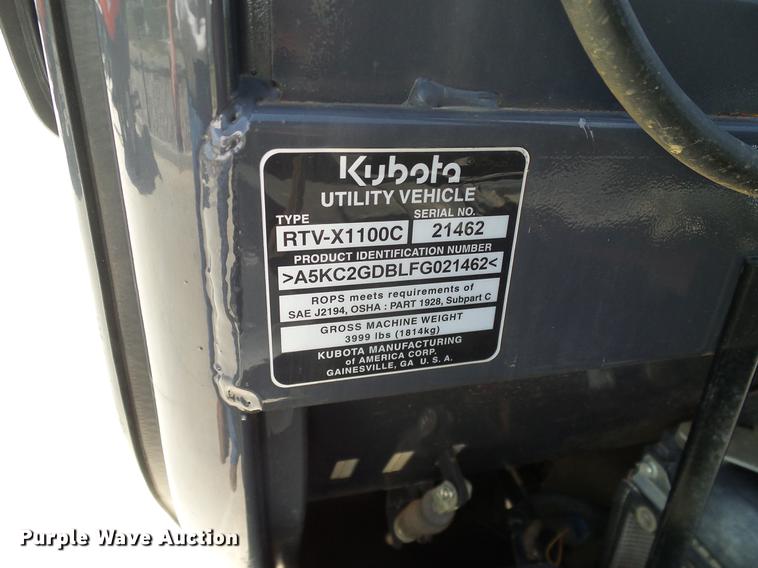 Kubota
UTILITY VEHICLE
TYPE SERIAL NO.
RTV-X1100C 21462
PRODUCT IDENTIFICATION NUMBER
>A5KC2GDBLFG021462<
ROPS meets requirements of
SAE J2194, OSHA : PART 1928, Subpart C
GROSS MACHINE WEIGHT
3999 lbs (1814kg)
KUBOTA MANUFACTURING
of AMERICA CORP.
GAINESVILLE, GA U. S. A.
Purple Wave Auction